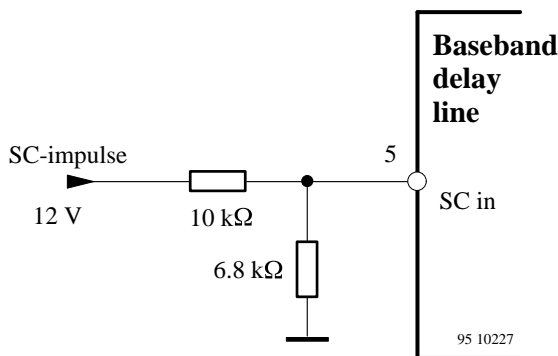 Baseband
delay
line
SC-impulse
5
12 V
10 kΩ
SC in
6.8 kΩ
95 10227